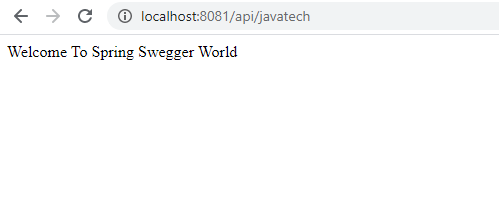 localhost:8081/api/javatech
Welcome To Spring Swegger World